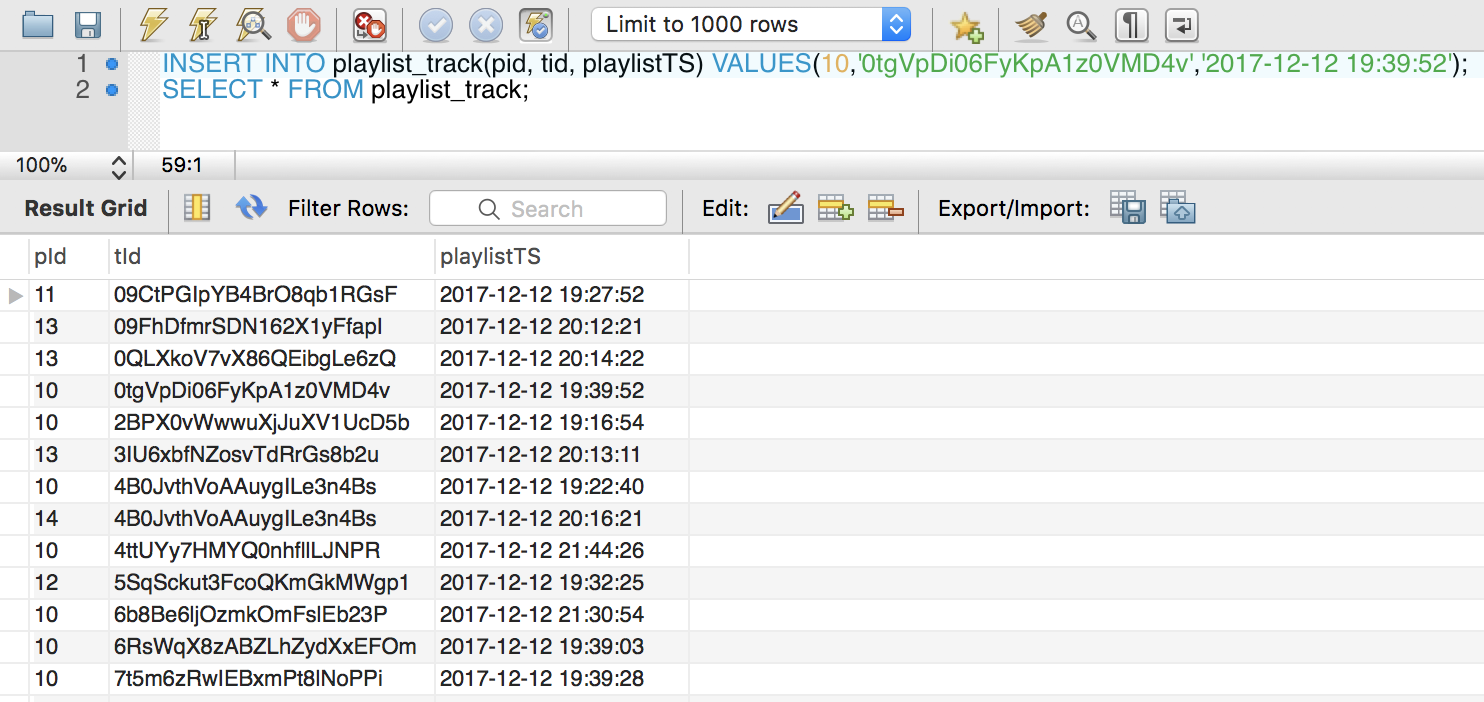 Limit to 1000 rows
1 INSERT INTO playlist_track(pid, tid, playlistTS) VALUES(10,'0tgVpDi06FyKpA1z0VMD4v','2017-12-12 19:39:52');
2 SELECT * FROM playlist_track;
100% 59:1
Result Grid Filter Rows: Search Edit: Export/Import:
pId tId playlistTS
11 09CtPGIpYB4BrO8qb1RGsF 2017-12-12 19:27:52
13 09FhDfmrSDN162X1yFfapI 2017-12-12 20:12:21
13 0QLXkoV7vX86QEibgLe6zQ 2017-12-12 20:14:22
10 0tgVpDi06FyKpA1z0VMD4v 2017-12-12 19:39:52
10 2BPX0vWwwuXjJuXV1UcD5b 2017-12-12 19:16:54
13 3IU6xbfNZosvTdRrGs8b2u 2017-12-12 20:13:11
10 4B0JvthVoAAuygILe3n4Bs 2017-12-12 19:22:40
14 4B0JvthVoAAuygILe3n4Bs 2017-12-12 20:16:21
10 4ttUYy7HMYQ0nhfllLJNPR 2017-12-12 21:44:26
12 5SqSckut3FcoQKmGkMWgp1 2017-12-12 19:32:25
10 6b8Be6ljOzmkOmFslEb23P 2017-12-12 21:30:54
10 6RsWqX8zABZLhZydXxEFOm 2017-12-12 19:39:03
10 7t5m6zRwIEBxmPt8lNoPPi 2017-12-12 19:39:28